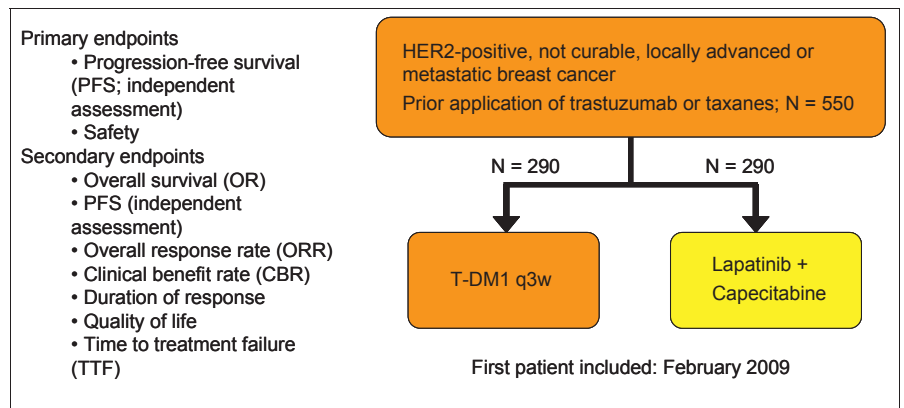 Primary endpoints
• Progression-free survival
(PFS; independent
assessment)
• Safety
Secondary endpoints
• Overall survival (OR)
• PFS (independent
assessment)
• Overall response rate (ORR)
• Clinical benefit rate (CBR)
• Duration of response
• Quality of life
• Time to treatment failure
(TTF)
HER2-positive, not curable, locally advanced or
metastatic breast cancer
Prior application of trastuzumab or taxanes; N = 550
N = 290
N = 290
T-DM1 q3w
Lapatinib +
Capecitabine
First patient included: February 2009